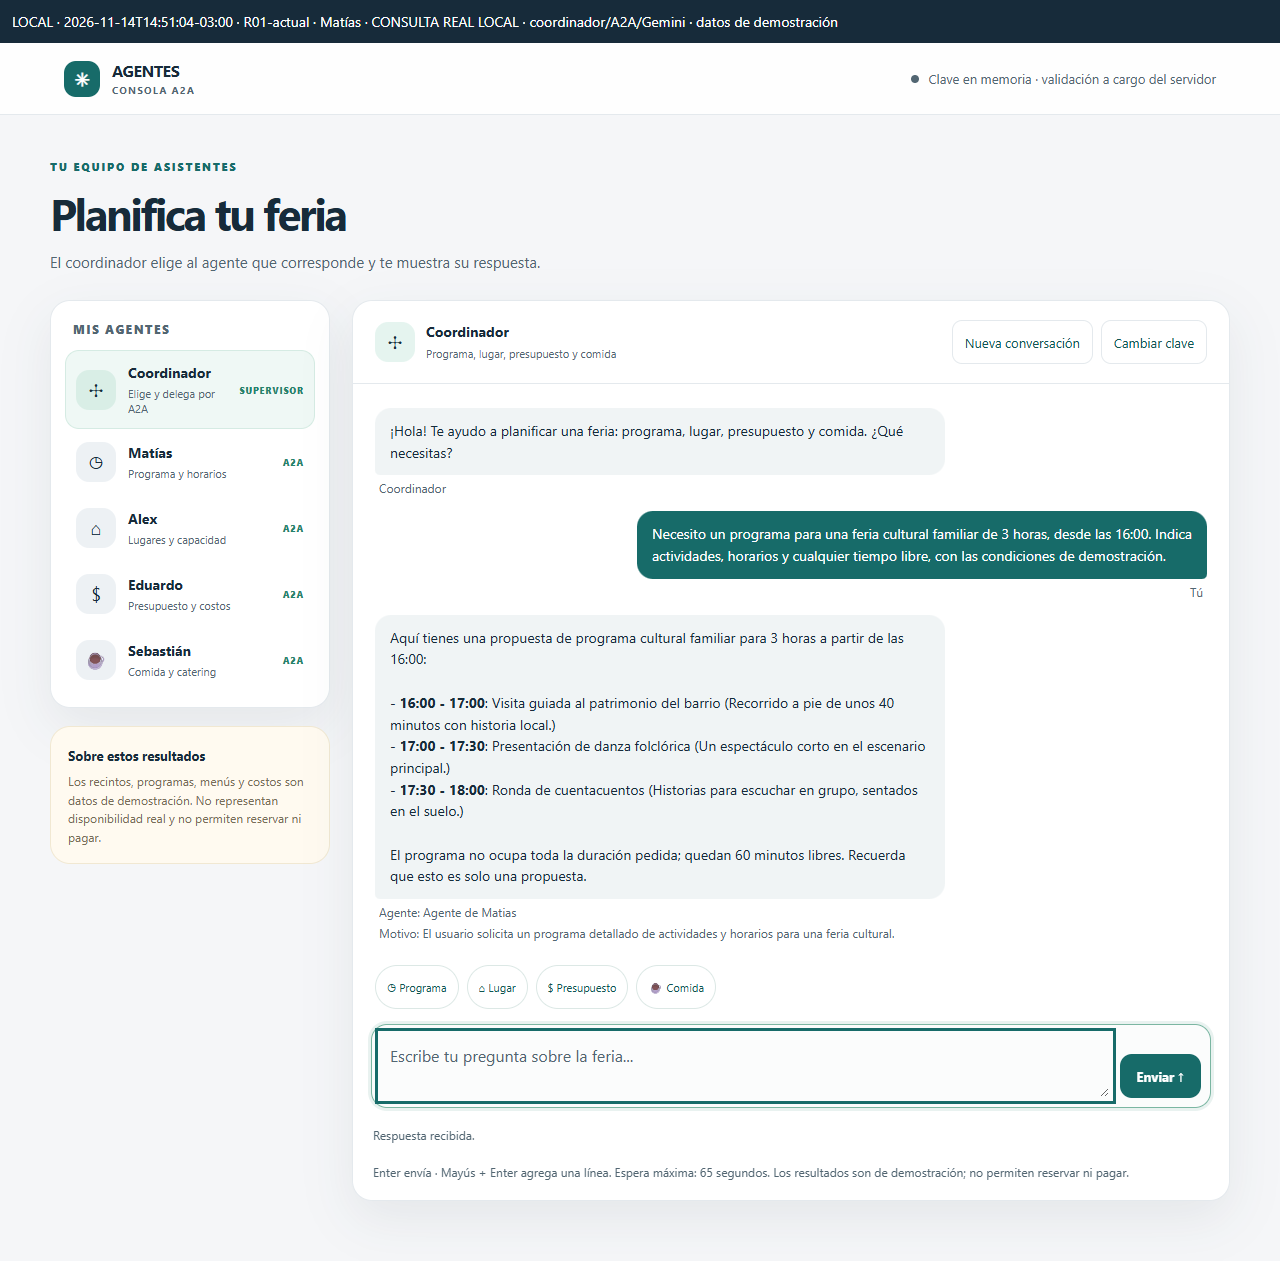 LOCAL · 2026-11-14T14:51:04-03:00 · R01-actual · Matías · CONSULTA REAL LOCAL · coordinador/A2A/Gemini · datos de demostración
AGENTES
CONSOLA A2A
Clave en memoria · validación a cargo del servidor
TU EQUIPO DE ASISTENTES
Planifica tu feria
El coordinador elige al agente que corresponde y te muestra su respuesta.
MIS AGENTES
Coordinador
Elige y delega por
A2A
SUPERVISOR
Matías
Programa y horarios
A2A
Alex
Lugares y capacidad
A2A
$
Eduardo
Presupuesto y costos
A2A
Sebastián
Comida y catering
A2A
Sobre estos resultados
Los recintos, programas, menús y costos son
datos de demostración. No representan
disponibilidad real y no permiten reservar ni
pagar.
Coordinador
Programa, lugar, presupuesto y comida
Nueva conversación
Cambiar clave
¡Hola! Te ayudo a planificar una feria: programa, lugar, presupuesto y comida. ¿Qué
necesitas?
Coordinador
Necesito un programa para una feria cultural familiar de 3 horas, desde las 16:00. Indica
actividades, horarios y cualquier tiempo libre, con las condiciones de demostración.
Tú
Aquí tienes una propuesta de programa cultural familiar para 3 horas a partir de las
16:00:
- 16:00 - 17:00: Visita guiada al patrimonio del barrio (Recorrido a pie de unos 40
minutos con historia local.)
- 17:00 - 17:30: Presentación de danza folclórica (Un espectáculo corto en el escenario
principal.)
- 17:30 - 18:00: Ronda de cuentacuentos (Historias para escuchar en grupo, sentados
en el suelo.)
El programa no ocupa toda la duración pedida; quedan 60 minutos libres. Recuerda
que esto es solo una propuesta.
Agente: Agente de Matias
Motivo: El usuario solicita un programa detallado de actividades y horarios para una feria cultural.
Programa
Lugar
$ Presupuesto
Comida
Escribe tu pregunta sobre la feria...
Enviar ↑
Respuesta recibida.
Enter envía · Mayús + Enter agrega una línea. Espera máxima: 65 segundos. Los resultados son de demostración; no permiten reservar ni pagar.